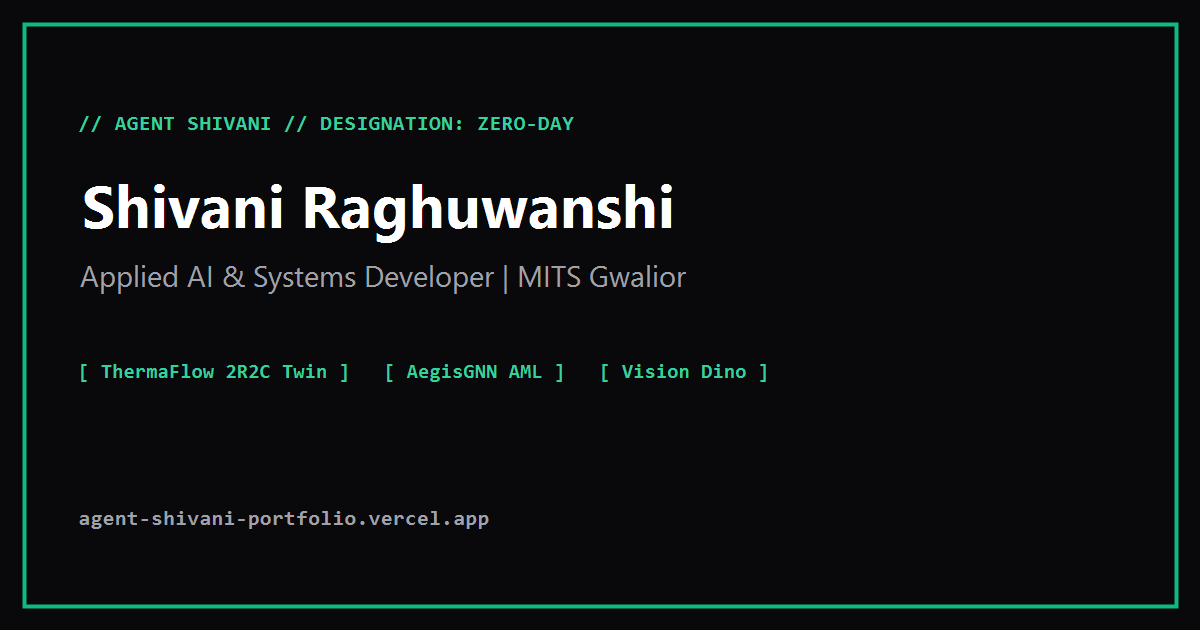 // AGENT SHIVANI // DESIGNATION: ZERO-DAY
Shivani Raghuwanshi
Applied AI & Systems Developer | MITS Gwalior
[ ThermaFlow 2R2C Twin ] [ AegisGNN AML ] [ Vision Dino ]
agent-shivani-portfolio.vercel.app